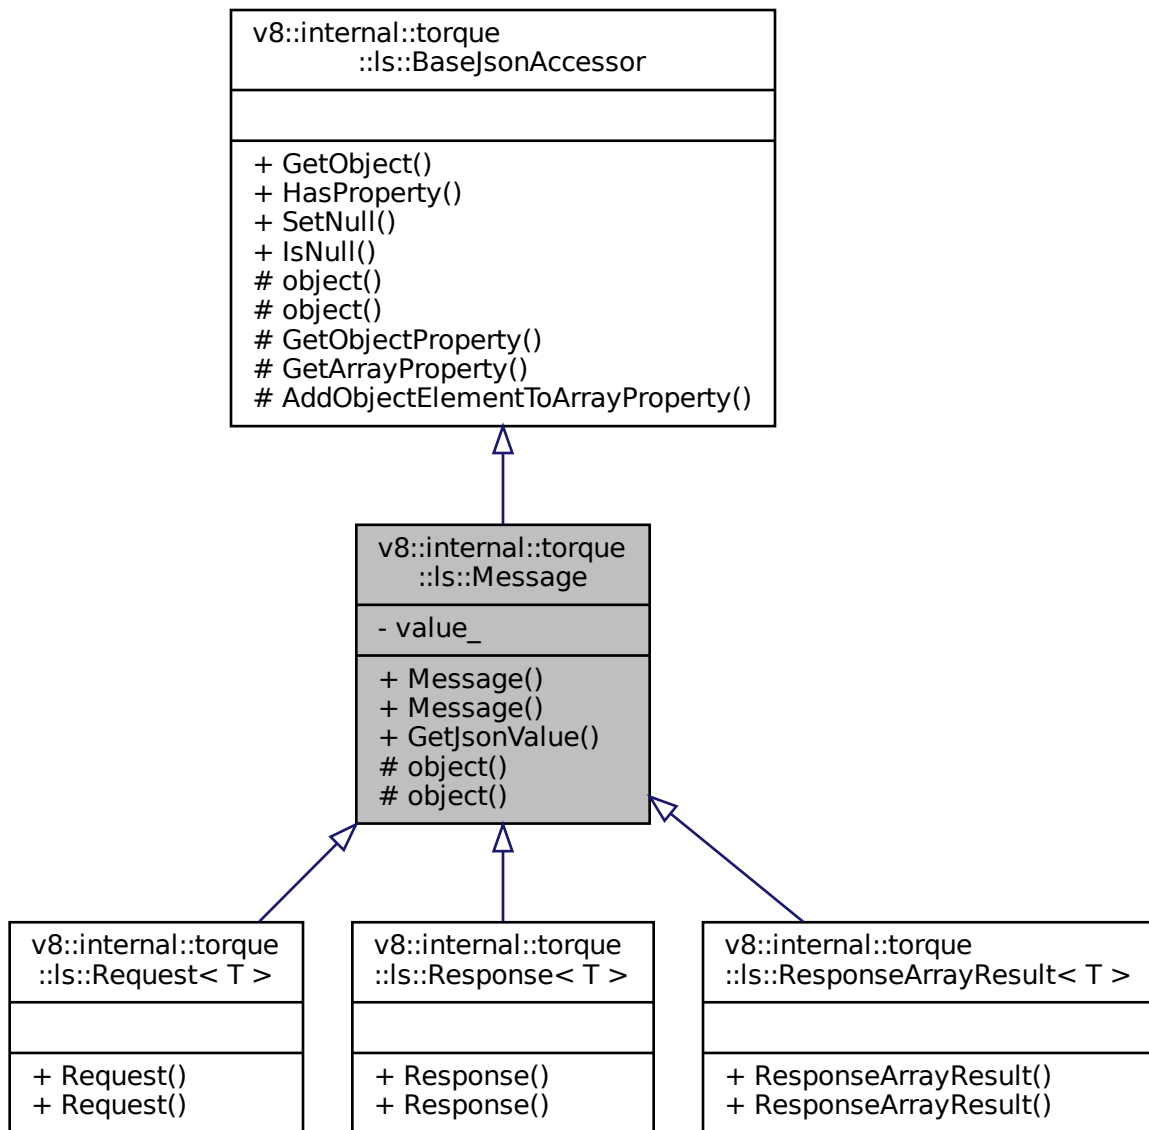 v8::internal::torque
::ls::BaseJsonAccessor
+ GetObject()
+ HasProperty()
+ SetNull()
+ IsNull()
# object()
# object()
# GetObjectProperty()
# GetArrayProperty()
# AddObjectElementToArrayProperty()
v8::internal::torque
::ls::Message
- value_
+ Message()
+ Message()
+ GetJsonValue()
# object()
# object()
v8::internal::torque
::ls::Request< T >
+ Request()
+ Request()
v8::internal::torque
::ls::Response< T >
+ Response()
+ Response()
v8::internal::torque
::ls::ResponseArrayResult< T >
+ ResponseArrayResult()
+ ResponseArrayResult()